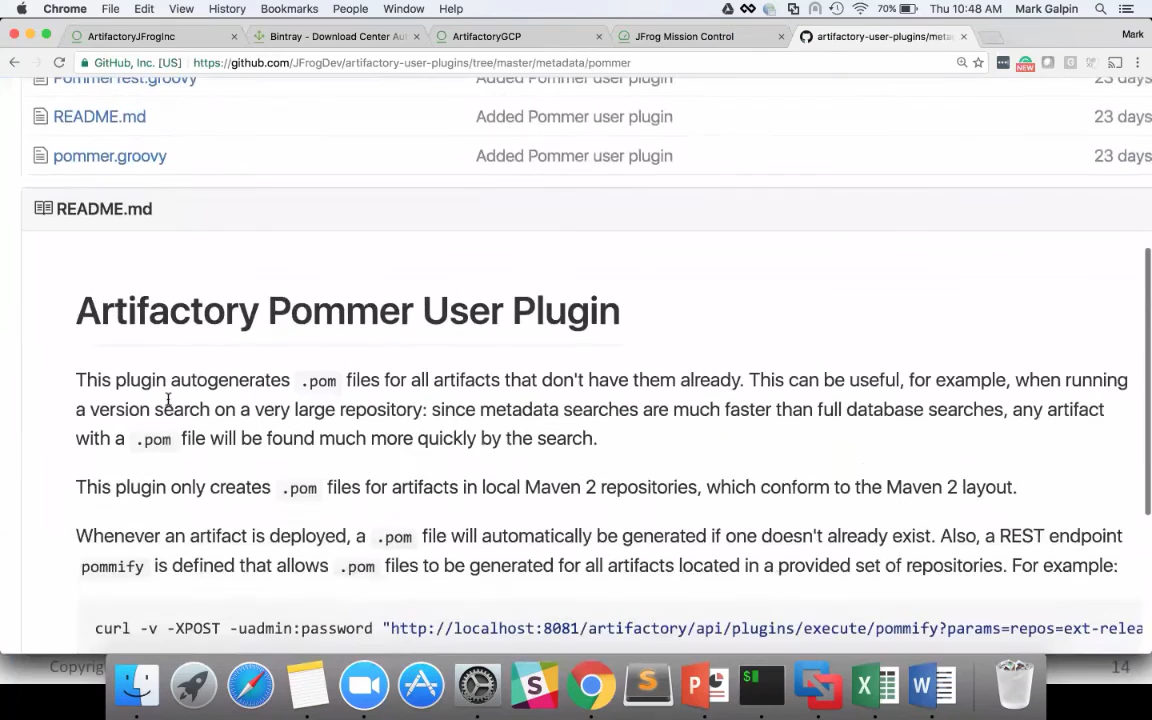 Chrome File Edit View History Bookmarks People Window Help 70% Thu 10:48 AM Mark Galpin
ArtifactoryJFrogInc × Bintray - Download Center Aut × ArtifactoryGCP × JFrog Mission Control × artifactory-user-plugins/meta × Mark
GitHub, Inc. [US] https://github.com/JFrogDev/artifactory-user-plugins/tree/master/metadata/pommer NEW
PommerTest.groovy Added Pommer user plugin 23 days
README.md Added Pommer user plugin 23 days
pommer.groovy Added Pommer user plugin 23 days
README.md
Artifactory Pommer User Plugin
This plugin autogenerates .pom files for all artifacts that don't have them already. This can be useful, for example, when running
a version search on a very large repository: since metadata searches are much faster than full database searches, any artifact
with a .pom file will be found much more quickly by the search.
This plugin only creates .pom files for artifacts in local Maven 2 repositories, which conform to the Maven 2 layout.
Whenever an artifact is deployed, a .pom file will automatically be generated if one doesn't already exist. Also, a REST endpoint
pommify is defined that allows .pom files to be generated for all artifacts located in a provided set of repositories. For example:
curl -v -XPOST -uadmin:password "http://localhost:8081/artifactory/api/plugins/execute/pommify?params=repos=ext-relea
Copyrig 14